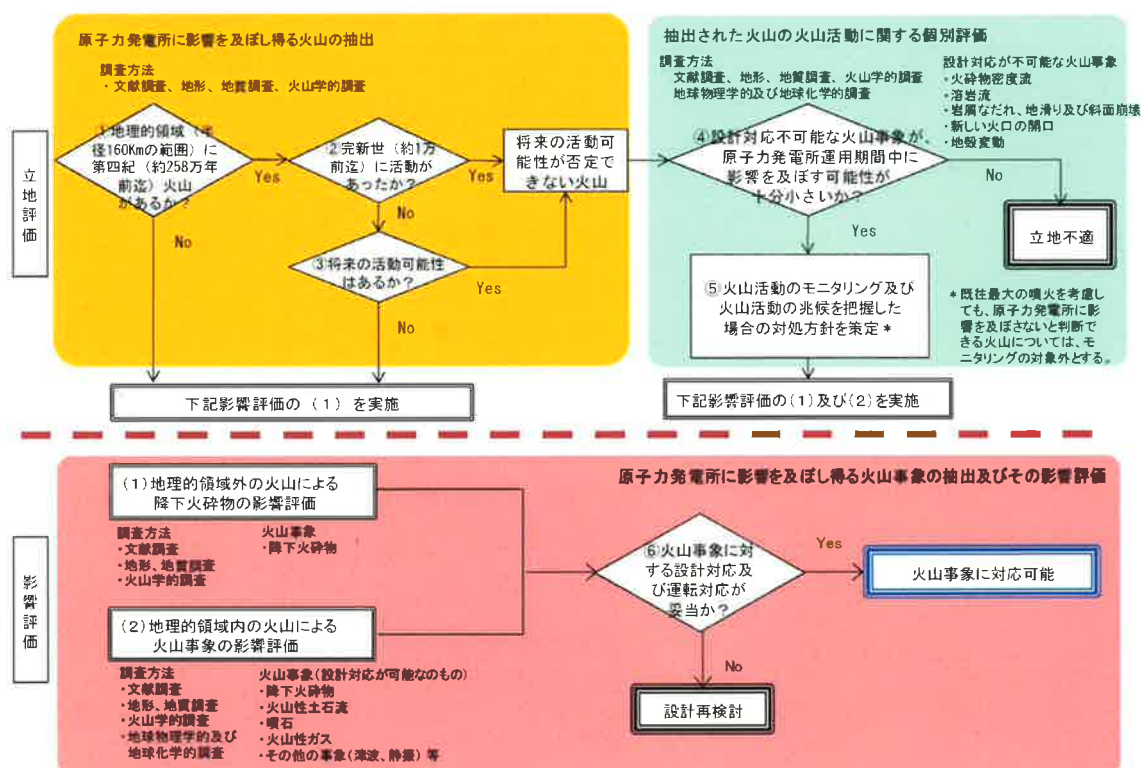 原子力発電所に影響を及ぼし得る火山の抽出
調査方法
・文献調査、地形、地質調査、火山学的調査
①地理的領域（半
径160Kmの範囲）に
第四紀（約258万年
前迄）火山
があるか？
Yes
No
②完新世（約1万
前迄）に活動が
あったか？
Yes
No
将来の活動可
能性が否定で
きない火山
③将来の活動可能性
はあるか？
Yes
No
立地評価
下記影響評価の（1）を実施
抽出された火山の火山活動に関する個別評価
調査方法
文献調査、地形、地質調査、火山学的調査
地球物理学的及び地球化学的調査
設計対応が不可能な火山事象
・火砕物密度流
・溶岩流
・岩屑なだれ、地滑り及び斜面崩壊
・新しい火口の開口
・地殻変動
④設計対応不可能な火山事象が、
原子力発電所運用期間中に
影響を及ぼす可能性が
十分小さいか？
No
Yes
立地不適
⑤火山活動のモニタリング及び
火山活動の兆候を把握した
場合の対処方針を策定＊
＊既往最大の噴火を考慮し
ても、原子力発電所に影
響を及ぼさないと判断で
きる火山については、モ
ニタリングの対象外とする。
下記影響評価の(1)及び(2)を実施
原子力発電所に影響を及ぼし得る火山事象の抽出及びその影響評価
影響評価
(1)地理的領域外の火山による
降下火砕物の影響評価
調査方法
・文献調査
・地形、地質調査
・火山学的調査
火山事象
・降下火砕物
(2)地理的領域内の火山による
火山事象の影響評価
調査方法
・文献調査
・地形、地質調査
・火山学的調査
・地球物理学的及び
地球化学的調査
火山事象(設計対応が可能なのもの)
・降下火砕物
・火山性土石流
・噴石
・火山性ガス
・その他の事象(津波、静振)等
⑥火山事象に対
する設計対応及
び運転対応が
妥当か？
Yes
火山事象に対応可能
No
設計再検討